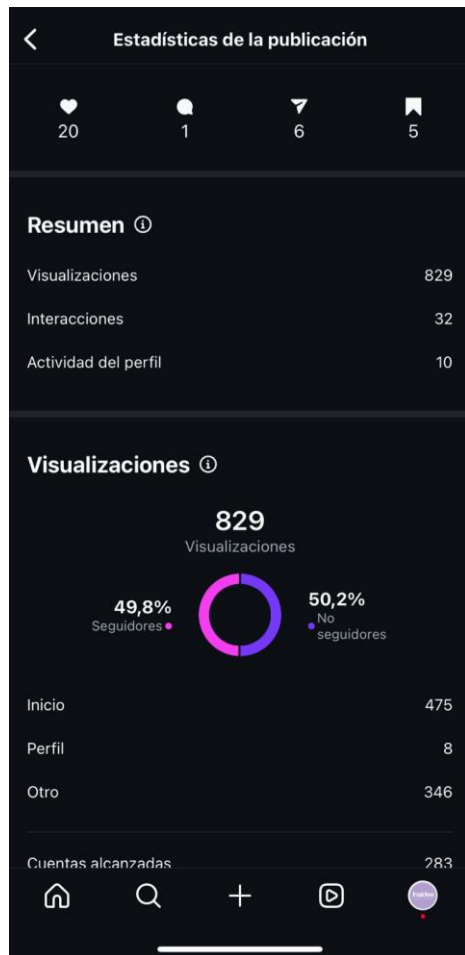 Estadísticas de la publicación
20 1 6 5
Resumen
Visualizaciones 829
Interacciones 32
Actividad del perfil 10
Visualizaciones
829
Visualizaciones
49,8% 50,2%
Seguidores No
seguidores
Inicio 475
Perfil 8
Otro 346
Cuentas alcanzadas 283